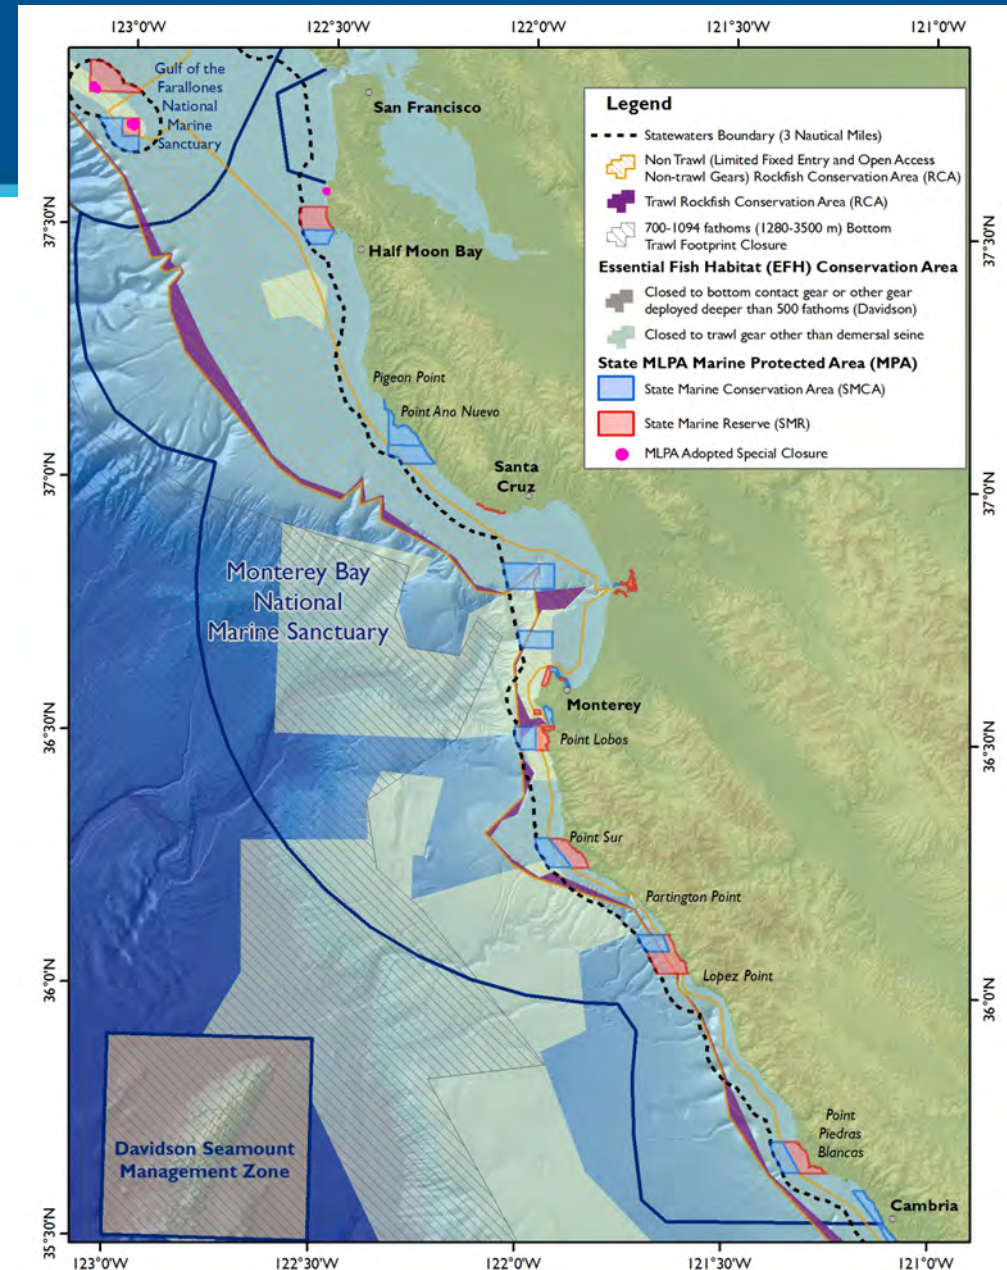 123°0'W
122°30'W
122°0'W
121°30'W
121°0'W
Gulf of the
Farallones
National
Marine
Sanctuary
San Francisco
Legend
Statewaters Boundary (3 Nautical Miles)
Non Trawl (Limited Fixed Entry and Open Access
Non-trawl Gears) Rockfish Conservation Area (RCA)
Trawl Rockfish Conservation Area (RCA)
700-1094 fathoms (1280-3500 m) Bottom
Trawl Footprint Closure
Essential Fish Habitat (EFH) Conservation Area
Closed to bottom contact gear or other gear
deployed deeper than 500 fathoms (Davidson)
Closed to trawl gear other than demersal seine
State MLPA Marine Protected Area (MPA)
State Marine Conservation Area (SMCA)
State Marine Reserve (SMR)
MLPA Adopted Special Closure
37°30'N
37°30'N
Half Moon Bay
Pigeon Point
Point Ano Nuevo
Santa
Cruz
37°0'N
37°0'N
Monterey Bay
National
Marine Sanctuary
Monterey
Point Lobos
36°30'N
36°30'N
Point Sur
Partington Point
Lopez Point
36°0'N
36°0'N
Davidson Seamount
Management Zone
Point
Piedras
Blancas
Cambria
35°30'N
123°0'W
122°30'W
122°0'W
121°30'W
121°0'W